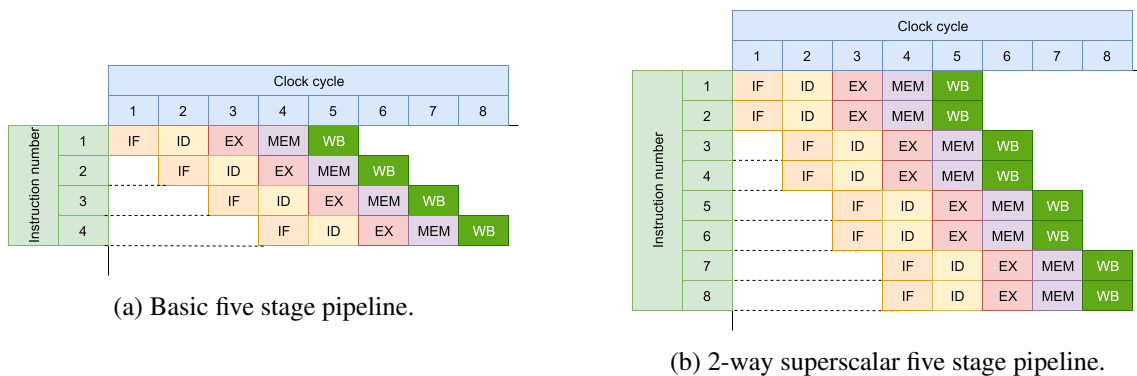 Clock cycle
1 2 3 4 5 6 7 8
Instruction number
1 IF ID EX MEM WB
2 IF ID EX MEM WB
3 IF ID EX MEM WB
4 IF ID EX MEM WB
(a) Basic five stage pipeline.
Clock cycle
1 2 3 4 5 6 7 8
Instruction number
1 IF ID EX MEM WB
2 IF ID EX MEM WB
3 IF ID EX MEM WB
4 IF ID EX MEM WB
5 IF ID EX MEM WB
6 IF ID EX MEM WB
7 IF ID EX MEM WB
8 IF ID EX MEM WB
(b) 2-way superscalar five stage pipeline.